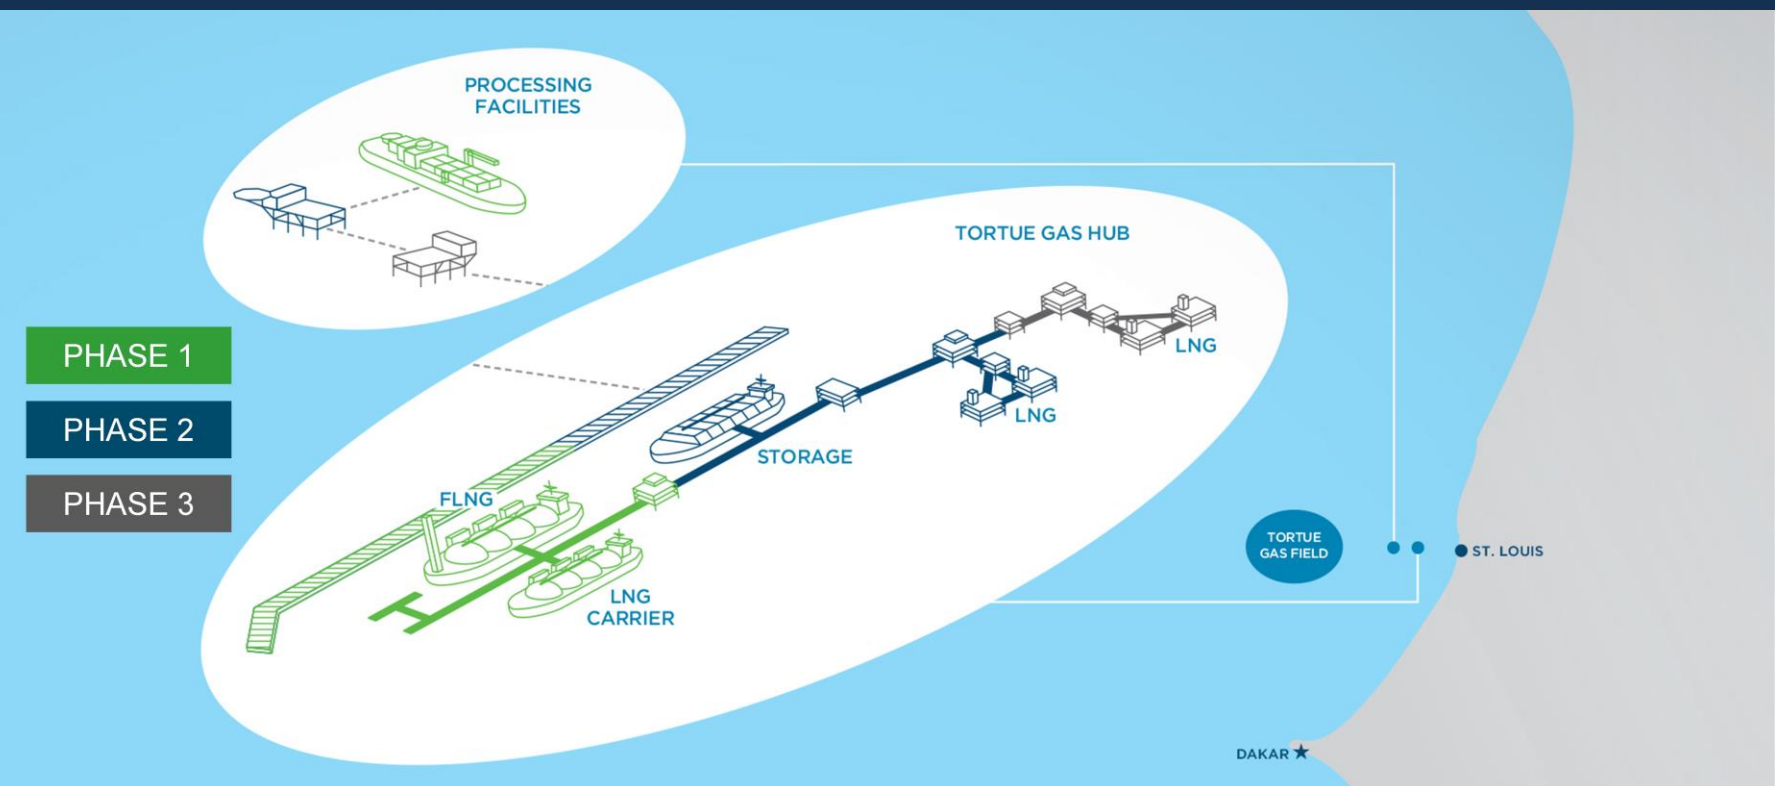 PROCESSING
FACILITIES
TORTUE GAS HUB
PHASE 1
PHASE 2
PHASE 3
LNG
LNG
STORAGE
FLNG
LNG
CARRIER
TORTUE
GAS FIELD
ST. LOUIS
DAKAR